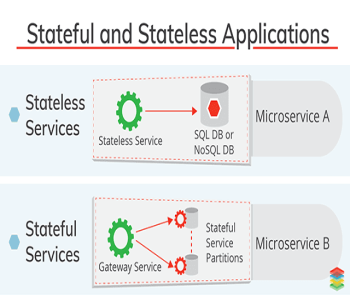 Stateful and Stateless Applications
Stateless
Services
Stateless Service
SQL DB or
NoSQL DB
Microservice A
Stateful
Services
Gateway Service
Stateful
Service
Partitions
Microservice B